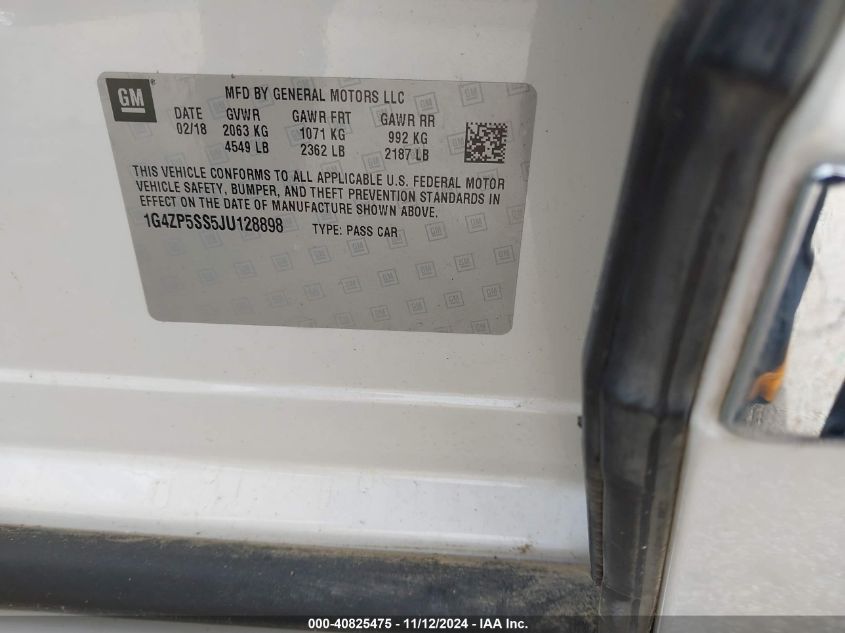 GM
MFD BY GENERAL MOTORS LLC
DATE GVWR GAWR FRT GAWR RR
02/18 2063 KG 1071 KG 992 KG
4549 LB 2362 LB 2187 LB
THIS VEHICLE CONFORMS TO ALL APPLICABLE U.S. FEDERAL MOTOR
VEHICLE SAFETY, BUMPER, AND THEFT PREVENTION STANDARDS IN
EFFECT ON THE DATE OF MANUFACTURE SHOWN ABOVE.
1G4ZP5SS5JU128898 TYPE: PASS CAR
000-40825475 - 11/12/2024 - IAA Inc.